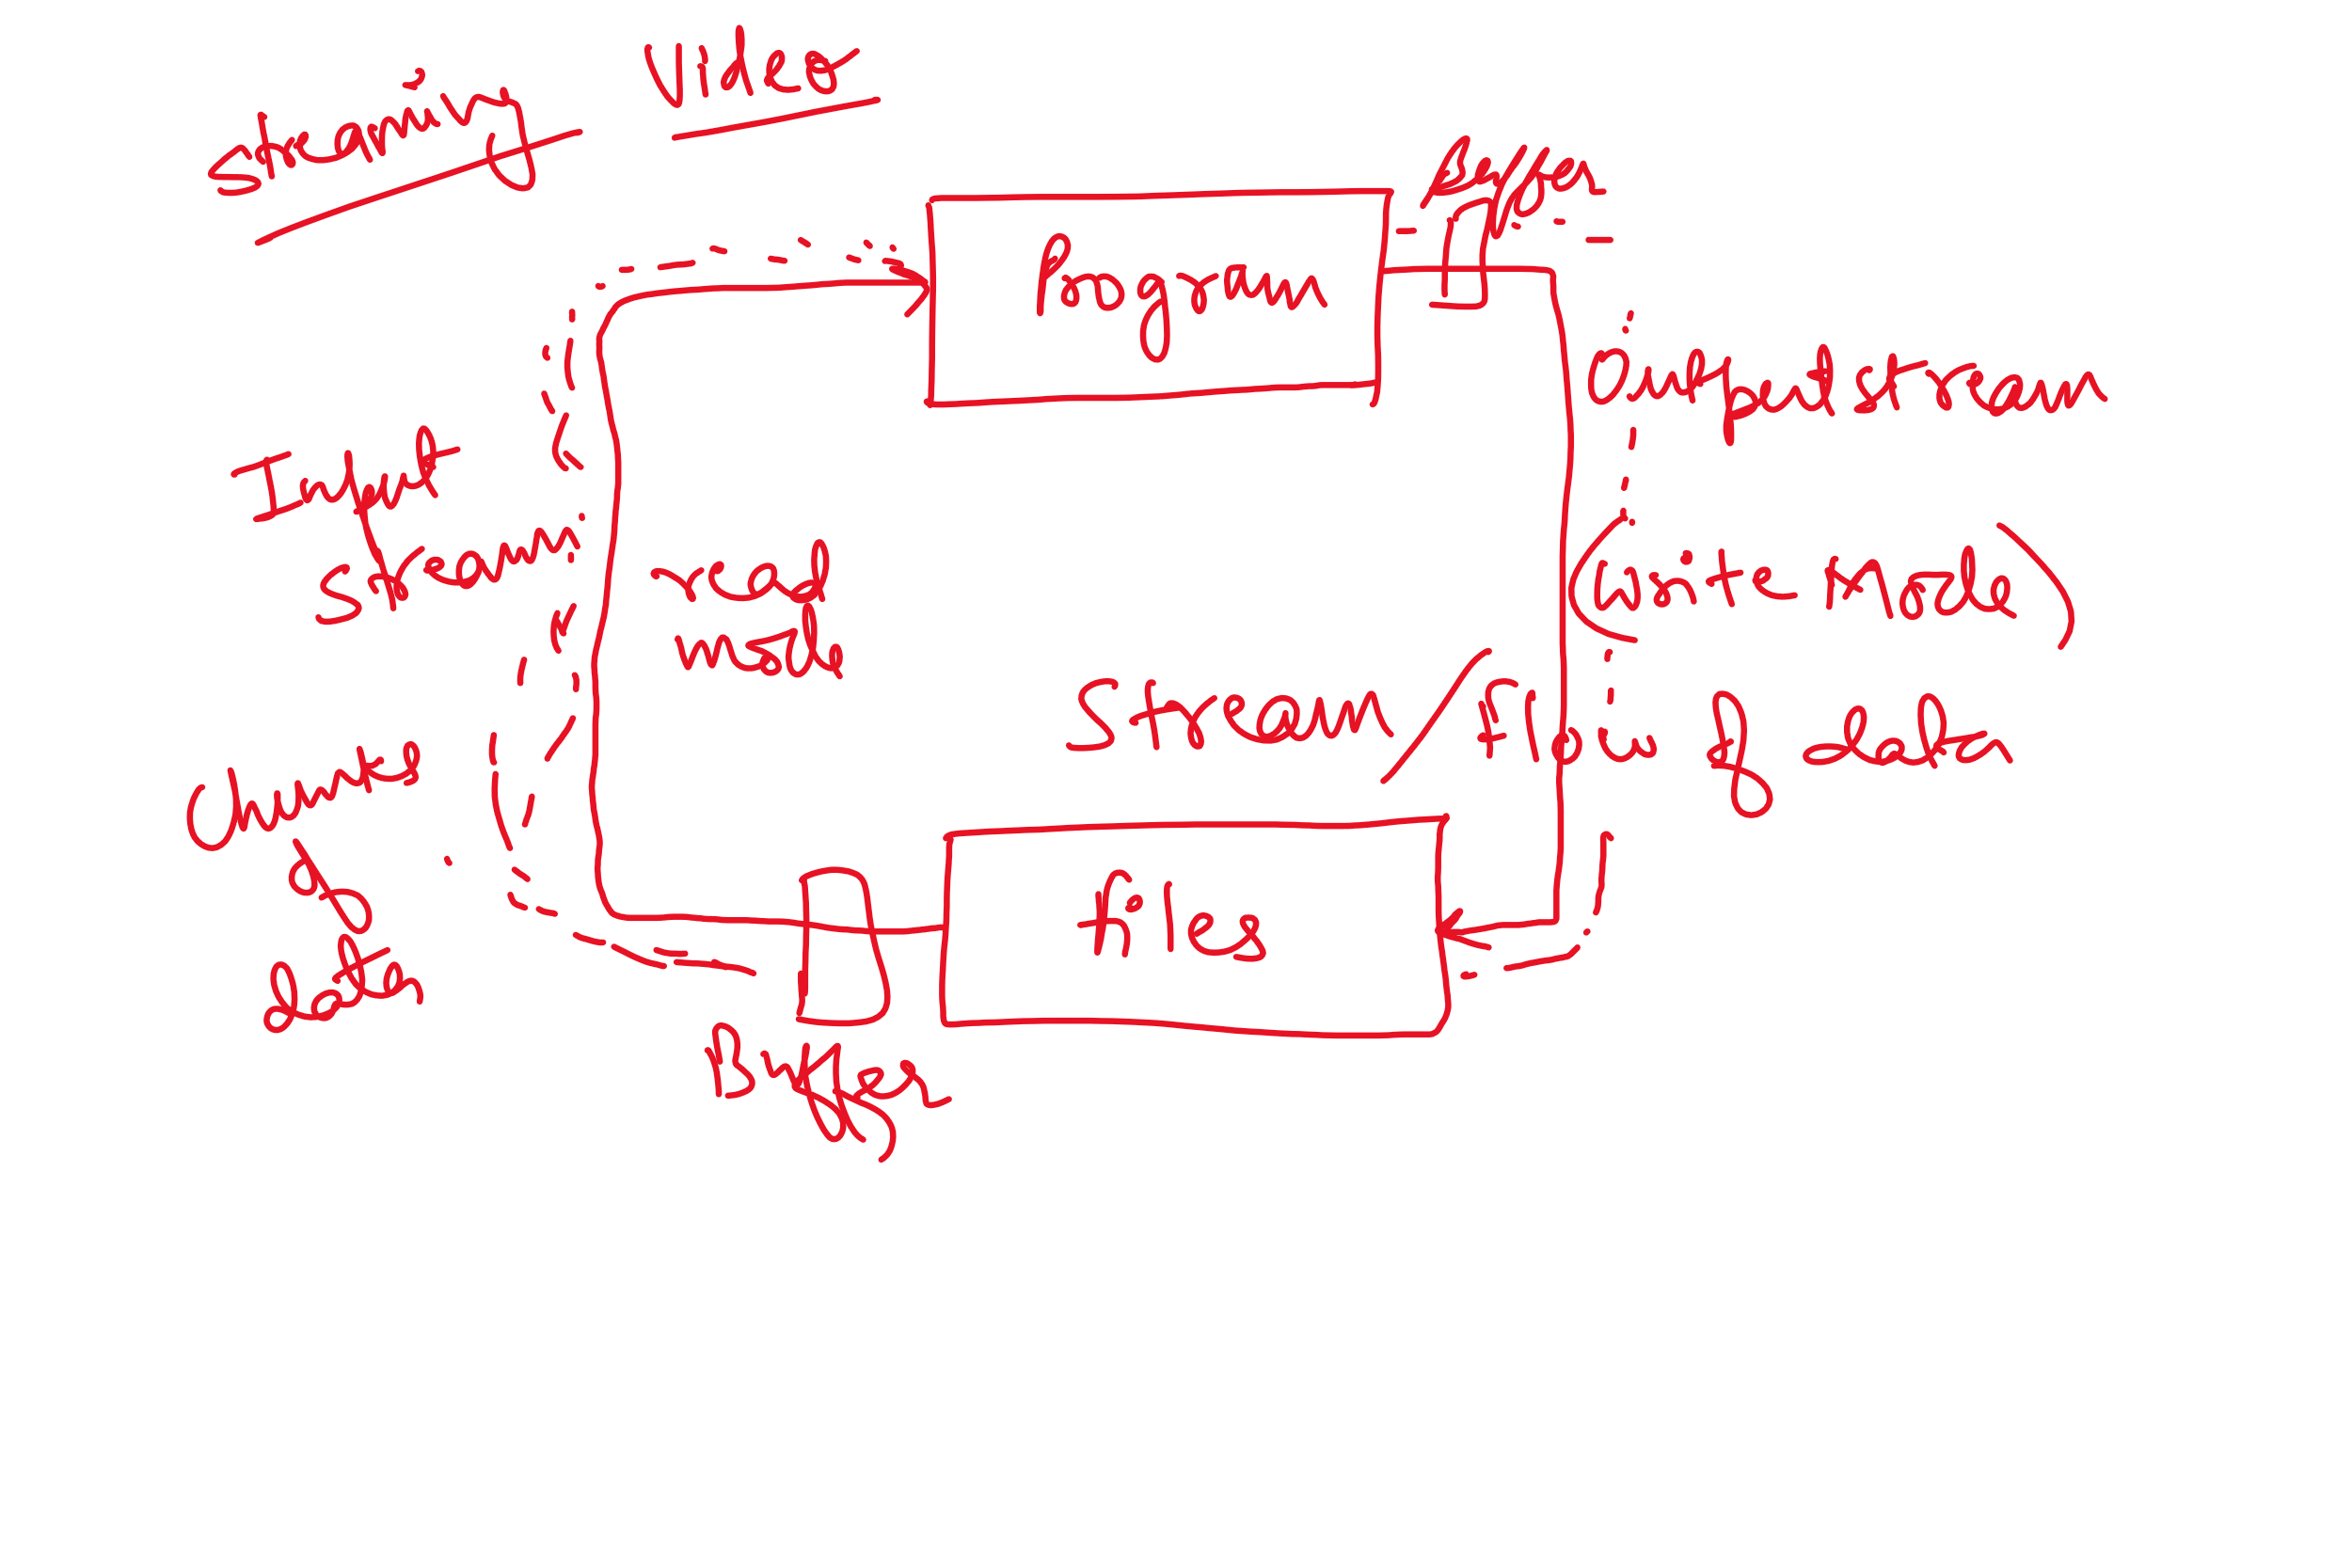 Streaming Video
Buffer
Program
Input
Stream
read
mode
Output stream
(write Mode)
Stream / flow of data
Chunks
of
data
files
Buffer